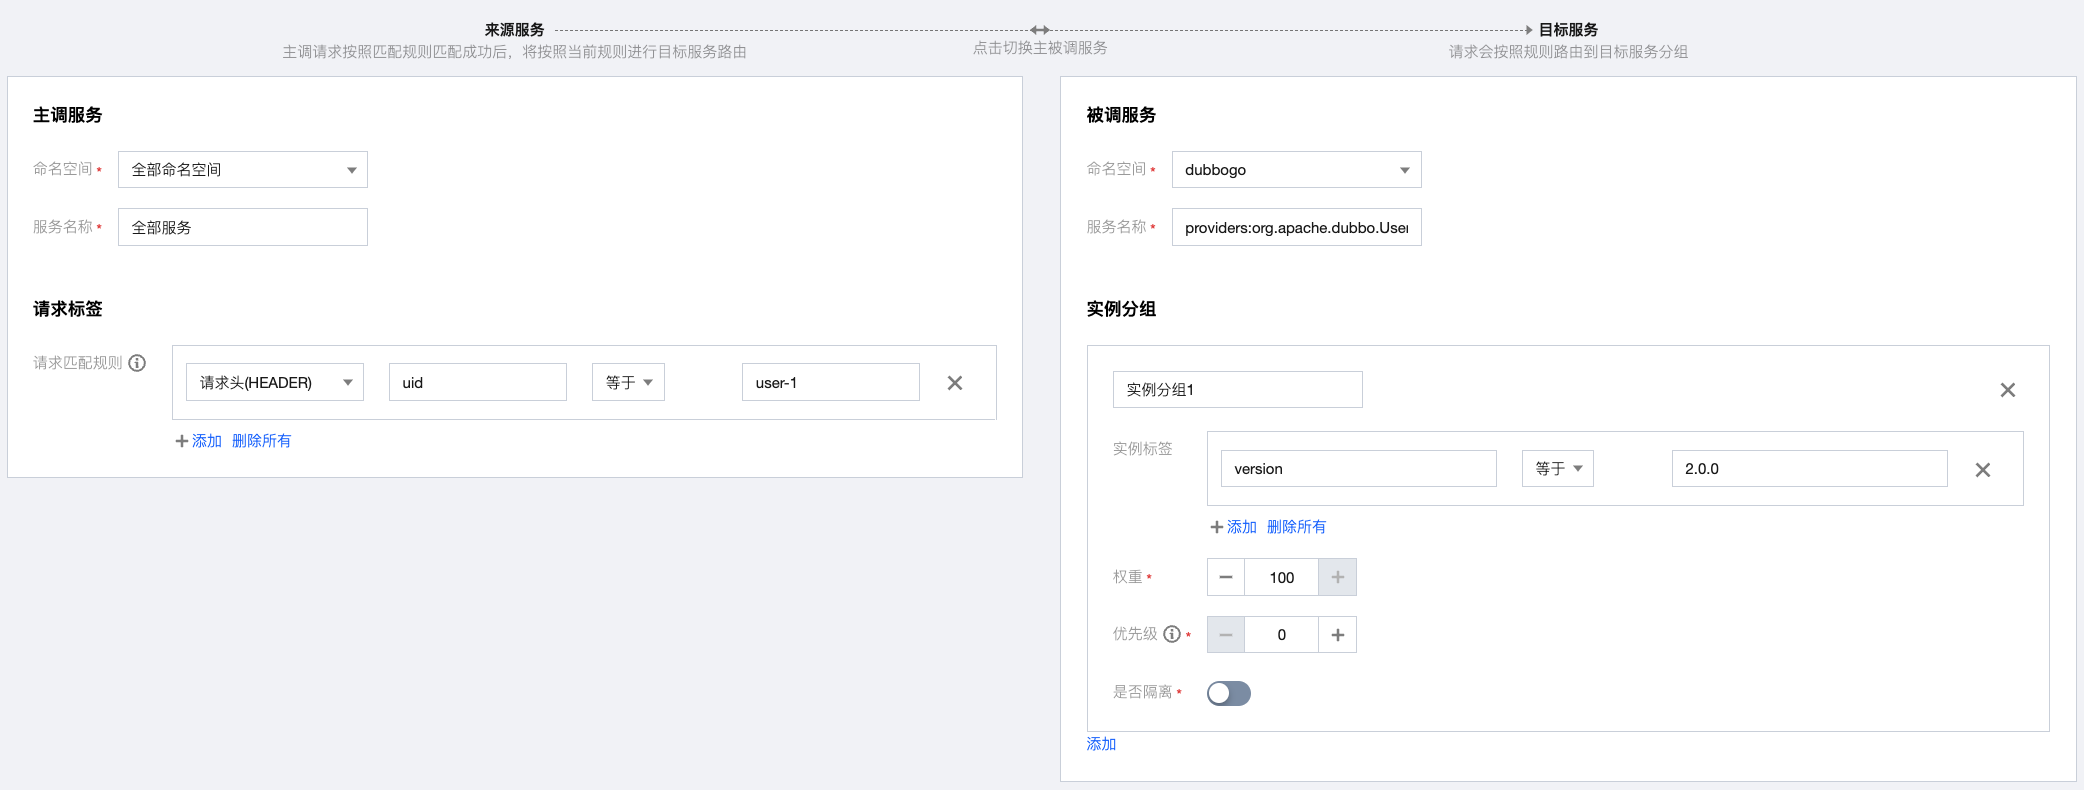 来源服务
目标服务
主调请求按照匹配规则匹配成功后，将按照当前规则进行目标服务路由
点击切换主被调服务
请求会按照规则路由到目标服务分组
主调服务
命名空间 * 全部命名空间
服务名称 * 全部服务
请求标签
请求匹配规则 请求头(HEADER) uid 等于 user-1
添加 删除所有
被调服务
命名空间 * dubbogo
服务名称 * providers:org.apache.dubbo.User
实例分组
实例分组1
实例标签 version 等于 2.0.0
添加 删除所有
权重 * 100
优先级 * 0
是否隔离 *
添加